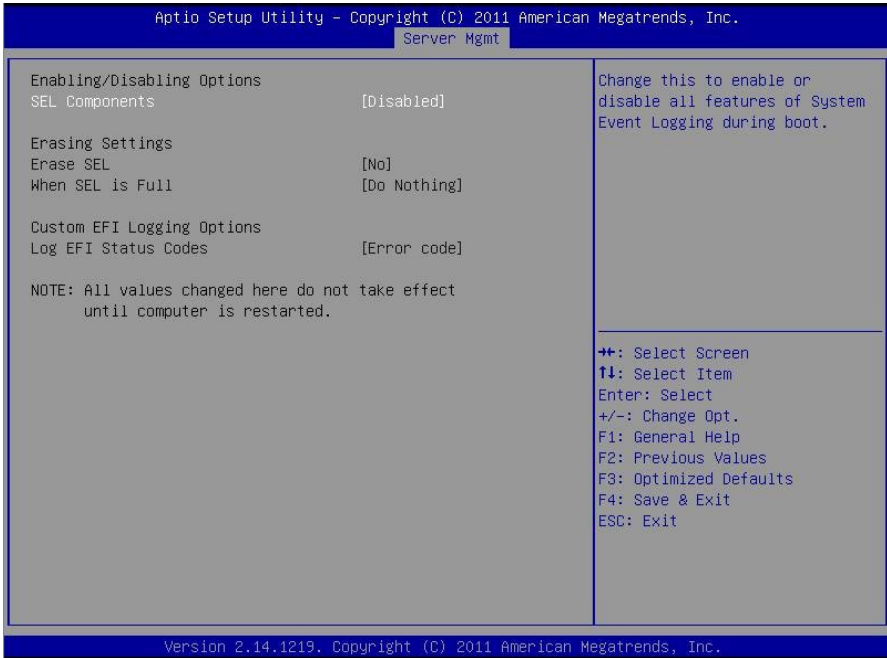 Aptio Setup Utility – Copyright (C) 2011 American Megatrends, Inc.
Server Mgmt
Enabling/Disabling Options
SEL Components [Disabled]
Erasing Settings
Erase SEL [No]
When SEL is Full [Do Nothing]
Custom EFI Logging Options
Log EFI Status Codes [Error code]
NOTE: All values changed here do not take effect
until computer is restarted.
Change this to enable or
disable all features of System
Event Logging during boot.
→←: Select Screen
↑↓: Select Item
Enter: Select
+/-: Change Opt.
F1: General Help
F2: Previous Values
F3: Optimized Defaults
F4: Save & Exit
ESC: Exit
Version 2.14.1219. Copyright (C) 2011 American Megatrends, Inc.